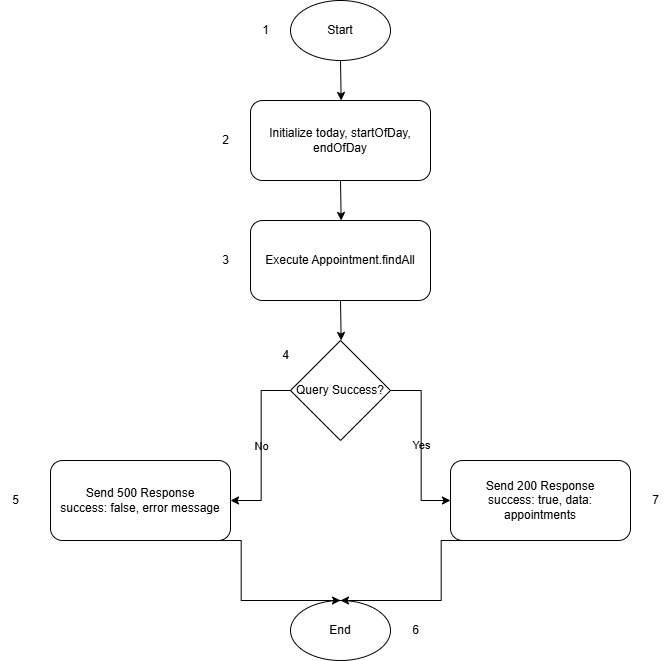 1
Start
2
Initialize today, startOfDay,
endOfDay
3
Execute Appointment.findAll
4
Query Success?
No
Yes
5
Send 500 Response
success: false, error message
Send 200 Response
success: true, data:
appointments
7
End
6